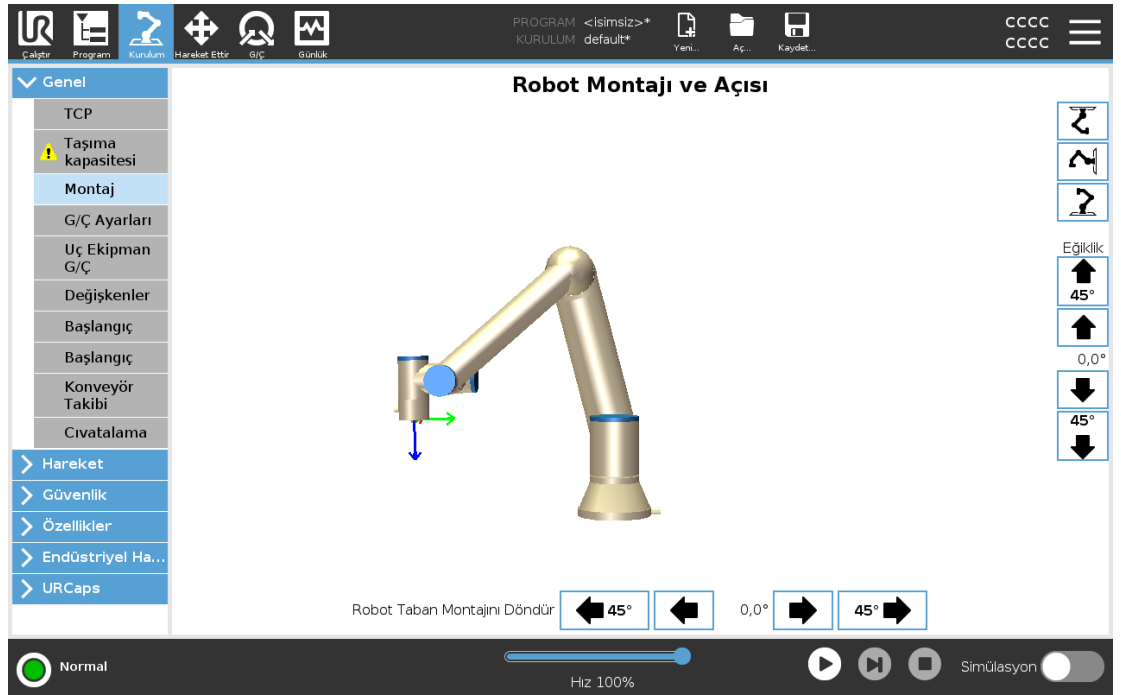 UR
PROGRAM <isimsiz>*
KURULUM default*
cccc
cccc
Çalıştır Program Kurulum Hareket Ettir G/Ç Günlük
Yeni... Aç... Kaydet...
Genel
Robot Montajı ve Açısı
TCP
Taşıma
kapasitesi
Montaj
G/Ç Ayarları
Uç Ekipman
G/Ç
Değişkenler
Başlangıç
Başlangıç
Konveyör
Takibi
Cıvatalama
Hareket
Güvenlik
Özellikler
Endüstriyel Ha...
URCaps
Eğiklik
45°
0,0°
45°
Robot Taban Montajını Döndür 45° 0,0° 45°
Normal
Hız 100%
Simülasyon